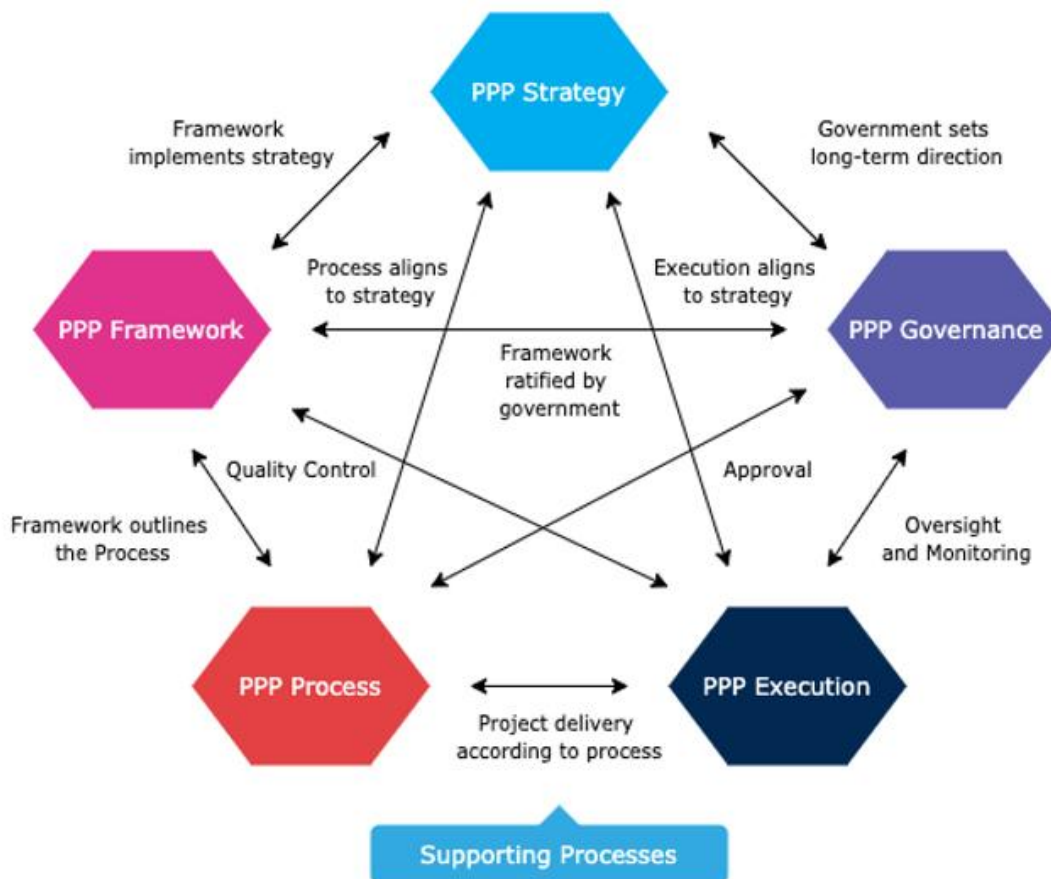 PPP Strategy
Framework
implements strategy
Government sets
long-term direction
Process aligns
to strategy
Execution aligns
to strategy
PPP Framework
PPP Governance
Framework
ratified by
government
Quality Control
Approval
Framework outlines
the Process
Oversight
and Monitoring
PPP Process
PPP Execution
Project delivery
according to process
Supporting Processes